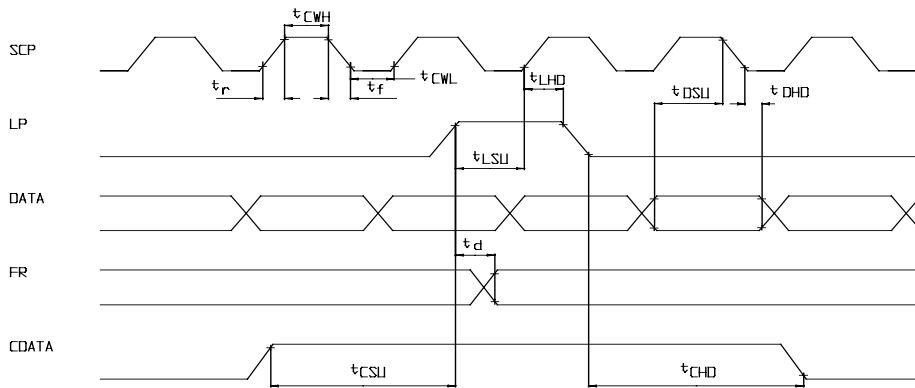 tCWH
SCP
tr
tf
tCWL
tLHD
tDSU
tDHD
LP
tLSU
DATA
td
FR
CDATA
tCSU
tCHD